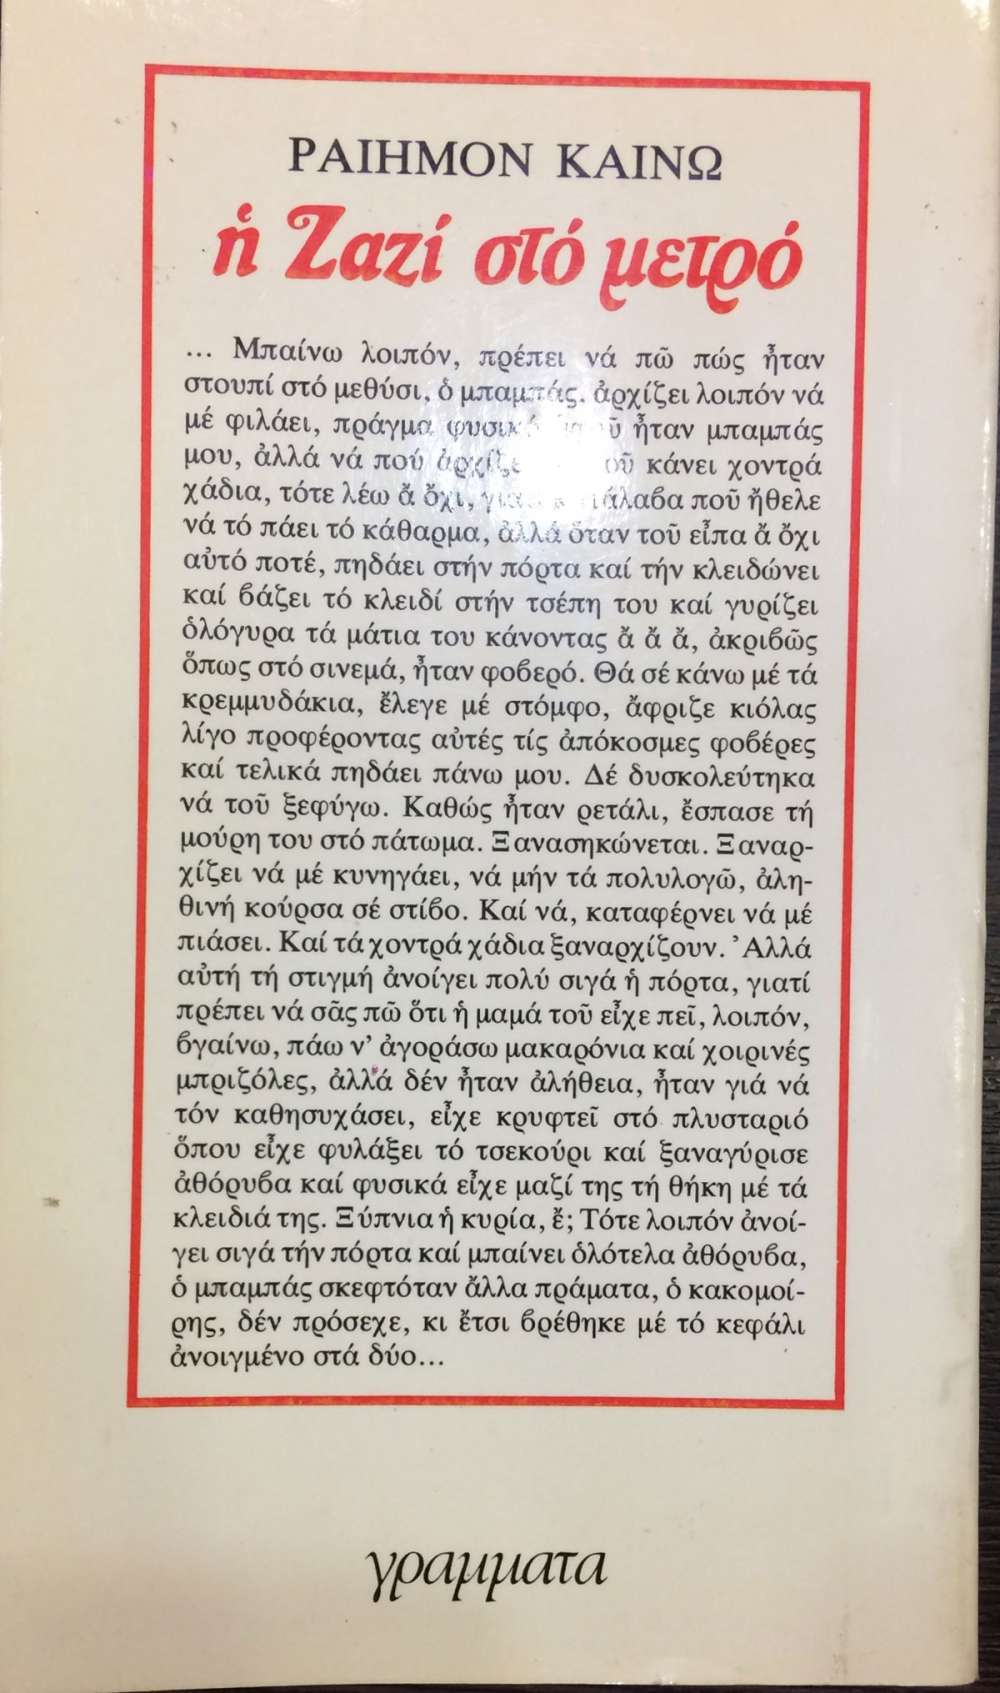 ΡΑΙΗΜΟΝ ΚΑΙΝΩ
ἡ Ζαζί στό μετρό
... Μπαίνω λοιπόν, πρέπει νά πῶ πώς ἦταν
στουπί στό μεθύσι, ὁ μπαμπάς, ἀρχίζει λοιπόν νά
μέ φιλάει, πράγμα ἦταν μπαμπάς
μου, ἀλλά νά πού κάνει χοντρά
χάδια, τότε λέω ἄ ὄχι, ποῦ ἤθελε
νά τό πάει τό κάθαρμα, ἀλλά ὅταν τοῦ εἶπα ἄ ὄχι
αὐτό ποτέ, πηδάει στήν πόρτα καί τήν κλειδώνει
καί βάζει τό κλειδί στήν τσέπη του καί γυρίζει
ὁλόγυρα τά μάτια του κάνοντας ἄ ἄ ἄ, ἀκριβῶς
ὅπως στό σινεμά, ἦταν φοβερό. Θά σέ κάνω μέ τά
κρεμμυδάκια, ἔλεγε μέ στόμφο, ἄφριζε κιόλας
λίγο προφέροντας αὐτές τίς ἀπόκοσμες φοβέρες
καί τελικά πηδάει πάνω μου. Δέ δυσκολεύτηκα
νά τοῦ ξεφύγω. Καθώς ἦταν ρετάλι, ἔσπασε τή
μούρη του στό πάτωμα. Ξανασηκώνεται. Ξαναρ-
χίζει νά μέ κυνηγάει, νά μήν τά πολυλογῶ, ἀλη-
θινή κούρσα σέ στίβο. Καί νά, καταφέρνει νά μέ
πιάσει. Καί τά χοντρά χάδια ξαναρχίζουν. Ἀλλά
αὐτή τή στιγμή ἀνοίγει πολύ σιγά ἡ πόρτα, γιατί
πρέπει νά σᾶς πῶ ὅτι ἡ μαμά τοῦ εἶχε πεῖ, λοιπόν,
βγαίνω, πάω ν' ἀγοράσω μακαρόνια καί χοιρινές
μπριζόλες, ἀλλά δέν ἦταν ἀλήθεια, ἦταν γιά νά
τόν καθησυχάσει, εἶχε κρυφτεῖ στό πλυσταριό
ὅπου εἶχε φυλάξει τό τσεκούρι καί ξαναγύρισε
ἀθόρυβα καί φυσικά εἶχε μαζί της τή θήκη μέ τά
κλειδιά της. Ξύπνια ἡ κυρία, ἔ; Τότε λοιπόν ἀνοί-
γει σιγά τήν πόρτα καί μπαίνει ὁλότελα ἀθόρυβα,
ὁ μπαμπάς σκεφτόταν ἄλλα πράματα, ὁ κακομοί-
ρης, δέν πρόσεχε, κι ἔτσι βρέθηκε μέ τό κεφάλι
ἀνοιγμένο στά δύο...
γραμματα